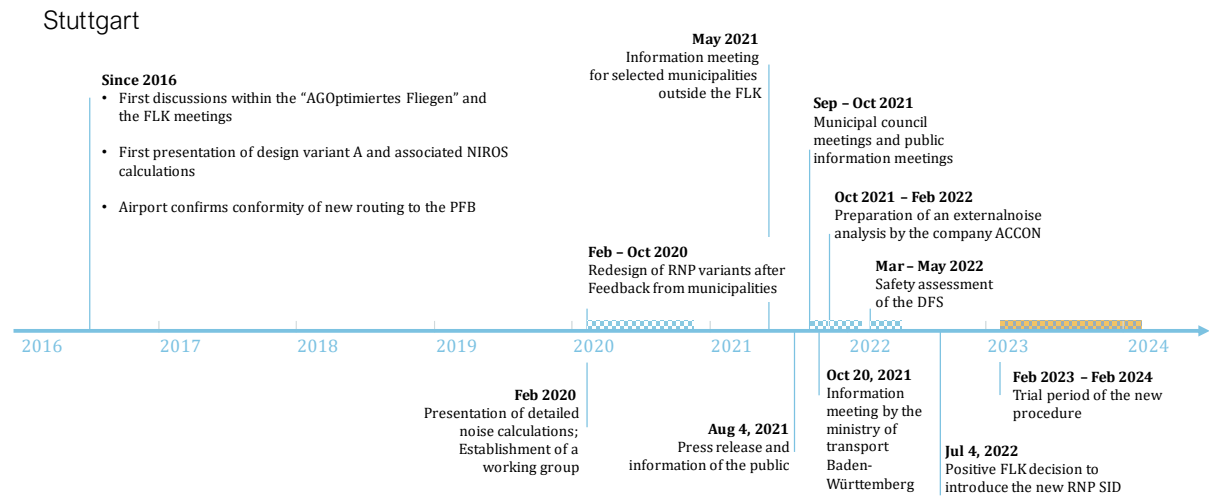 Stuttgart
Since 2016
• First discussions within the “AGOptimiertes Fliegen” and
the FLK meetings
• First presentation of design variant A and associated NIROS
calculations
• Airport confirms conformity of new routing to the PFB
May 2021
Information meeting
for selected municipalities
outside the FLK
Sep – Oct 2021
Municipal council
meetings and public
information meetings
Oct 2021 – Feb 2022
Preparation of an externalnoise
analysis by the company ACCON
Feb – Oct 2020
Redesign of RNP variants after
Feedback from municipalities
Mar – May 2022
Safety assessment
of the DFS
2016 2017 2018 2019 2020 2021 2022 2023 2024
Feb 2020
Presentation of detailed
noise calculations;
Establishment of a
working group
Aug 4, 2021
Press release and
information of the public
Oct 20, 2021
Information
meeting by the
ministry of
transport
Baden-
Württemberg
Jul 4, 2022
Positive FLK decision to
introduce the new RNP SID
Feb 2023 – Feb 2024
Trial period of the new
procedure